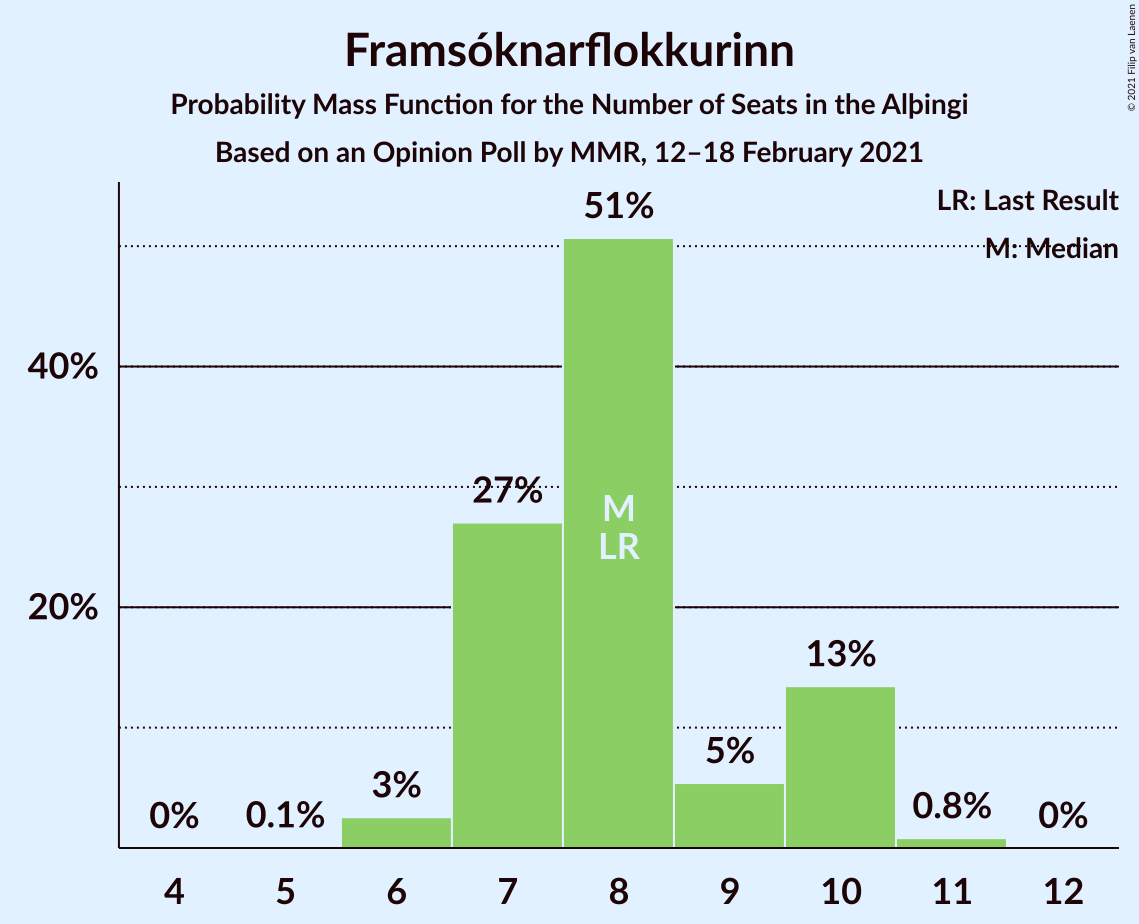 Framsóknarflokkurinn
Probability Mass Function for the Number of Seats in the Alþingi
Based on an Opinion Poll by MMR, 12–18 February 2021
© 2021 Filip van Laenen
LR: Last Result
M: Median
51%
40%
27%
M
LR
20%
13%
5%
3%
0.8%
0%
0.1%
0%
4 5 6 7 8 9 10 11 12